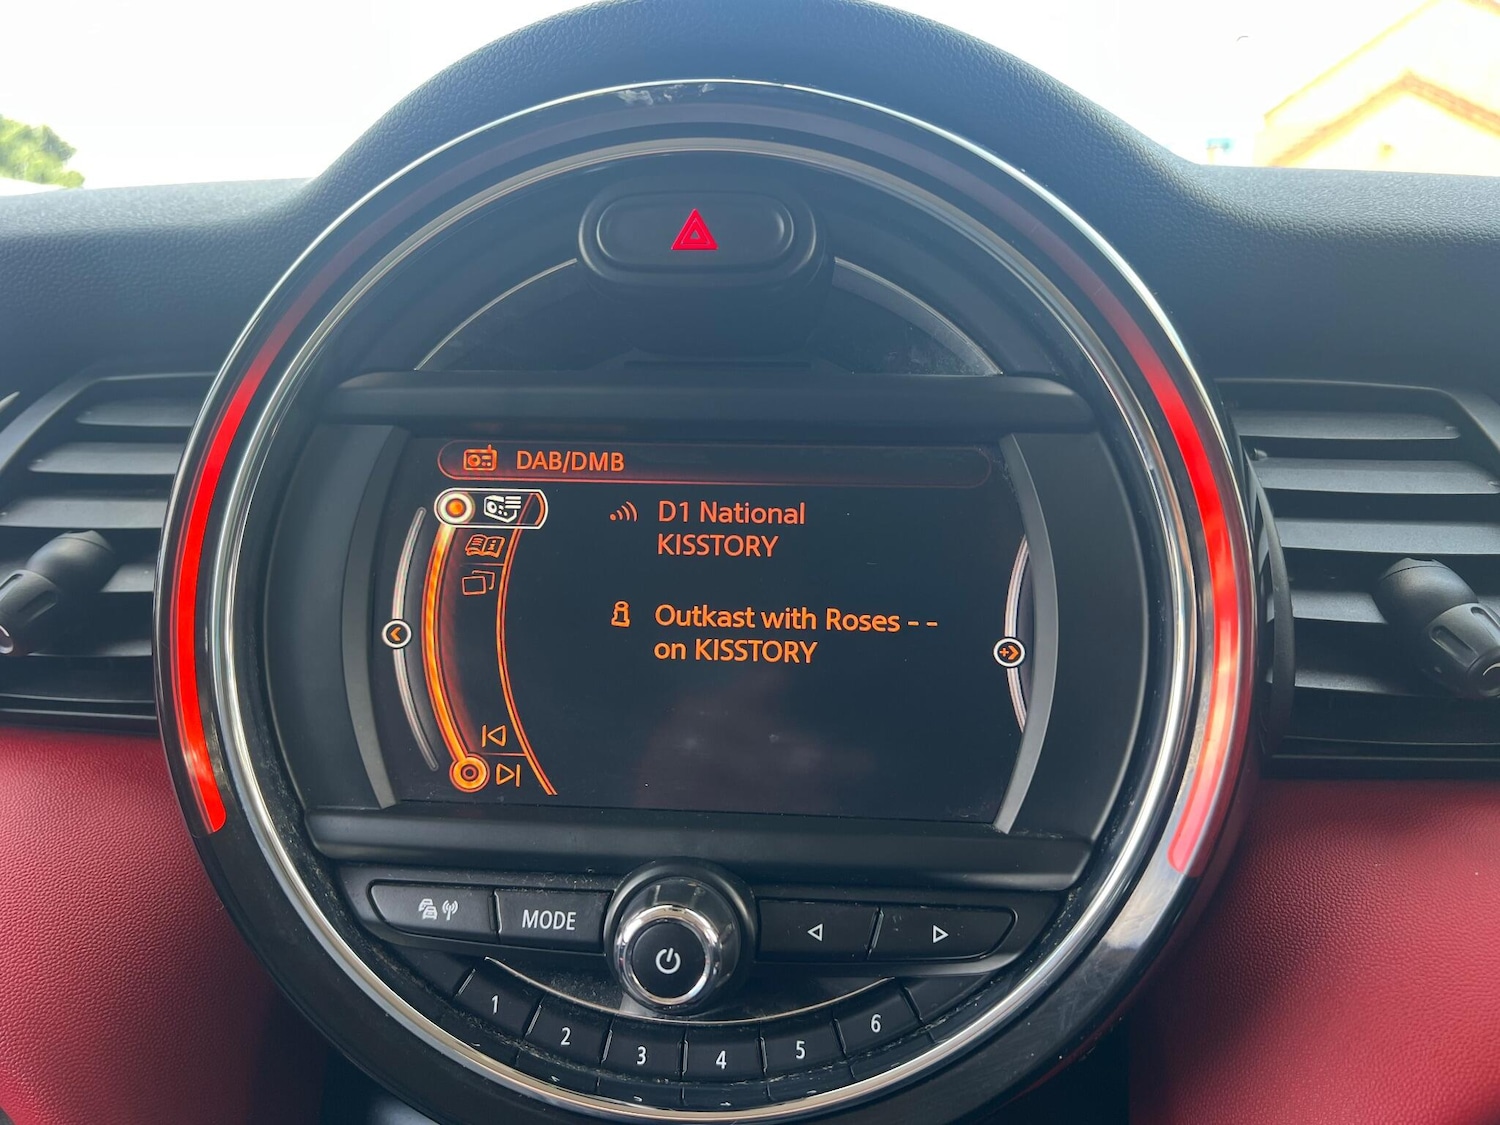 DAB/DMB
D1 National
KISSTORY
Outkast with Roses - -
on KISSTORY
MODE
1 2 3 4 5 6